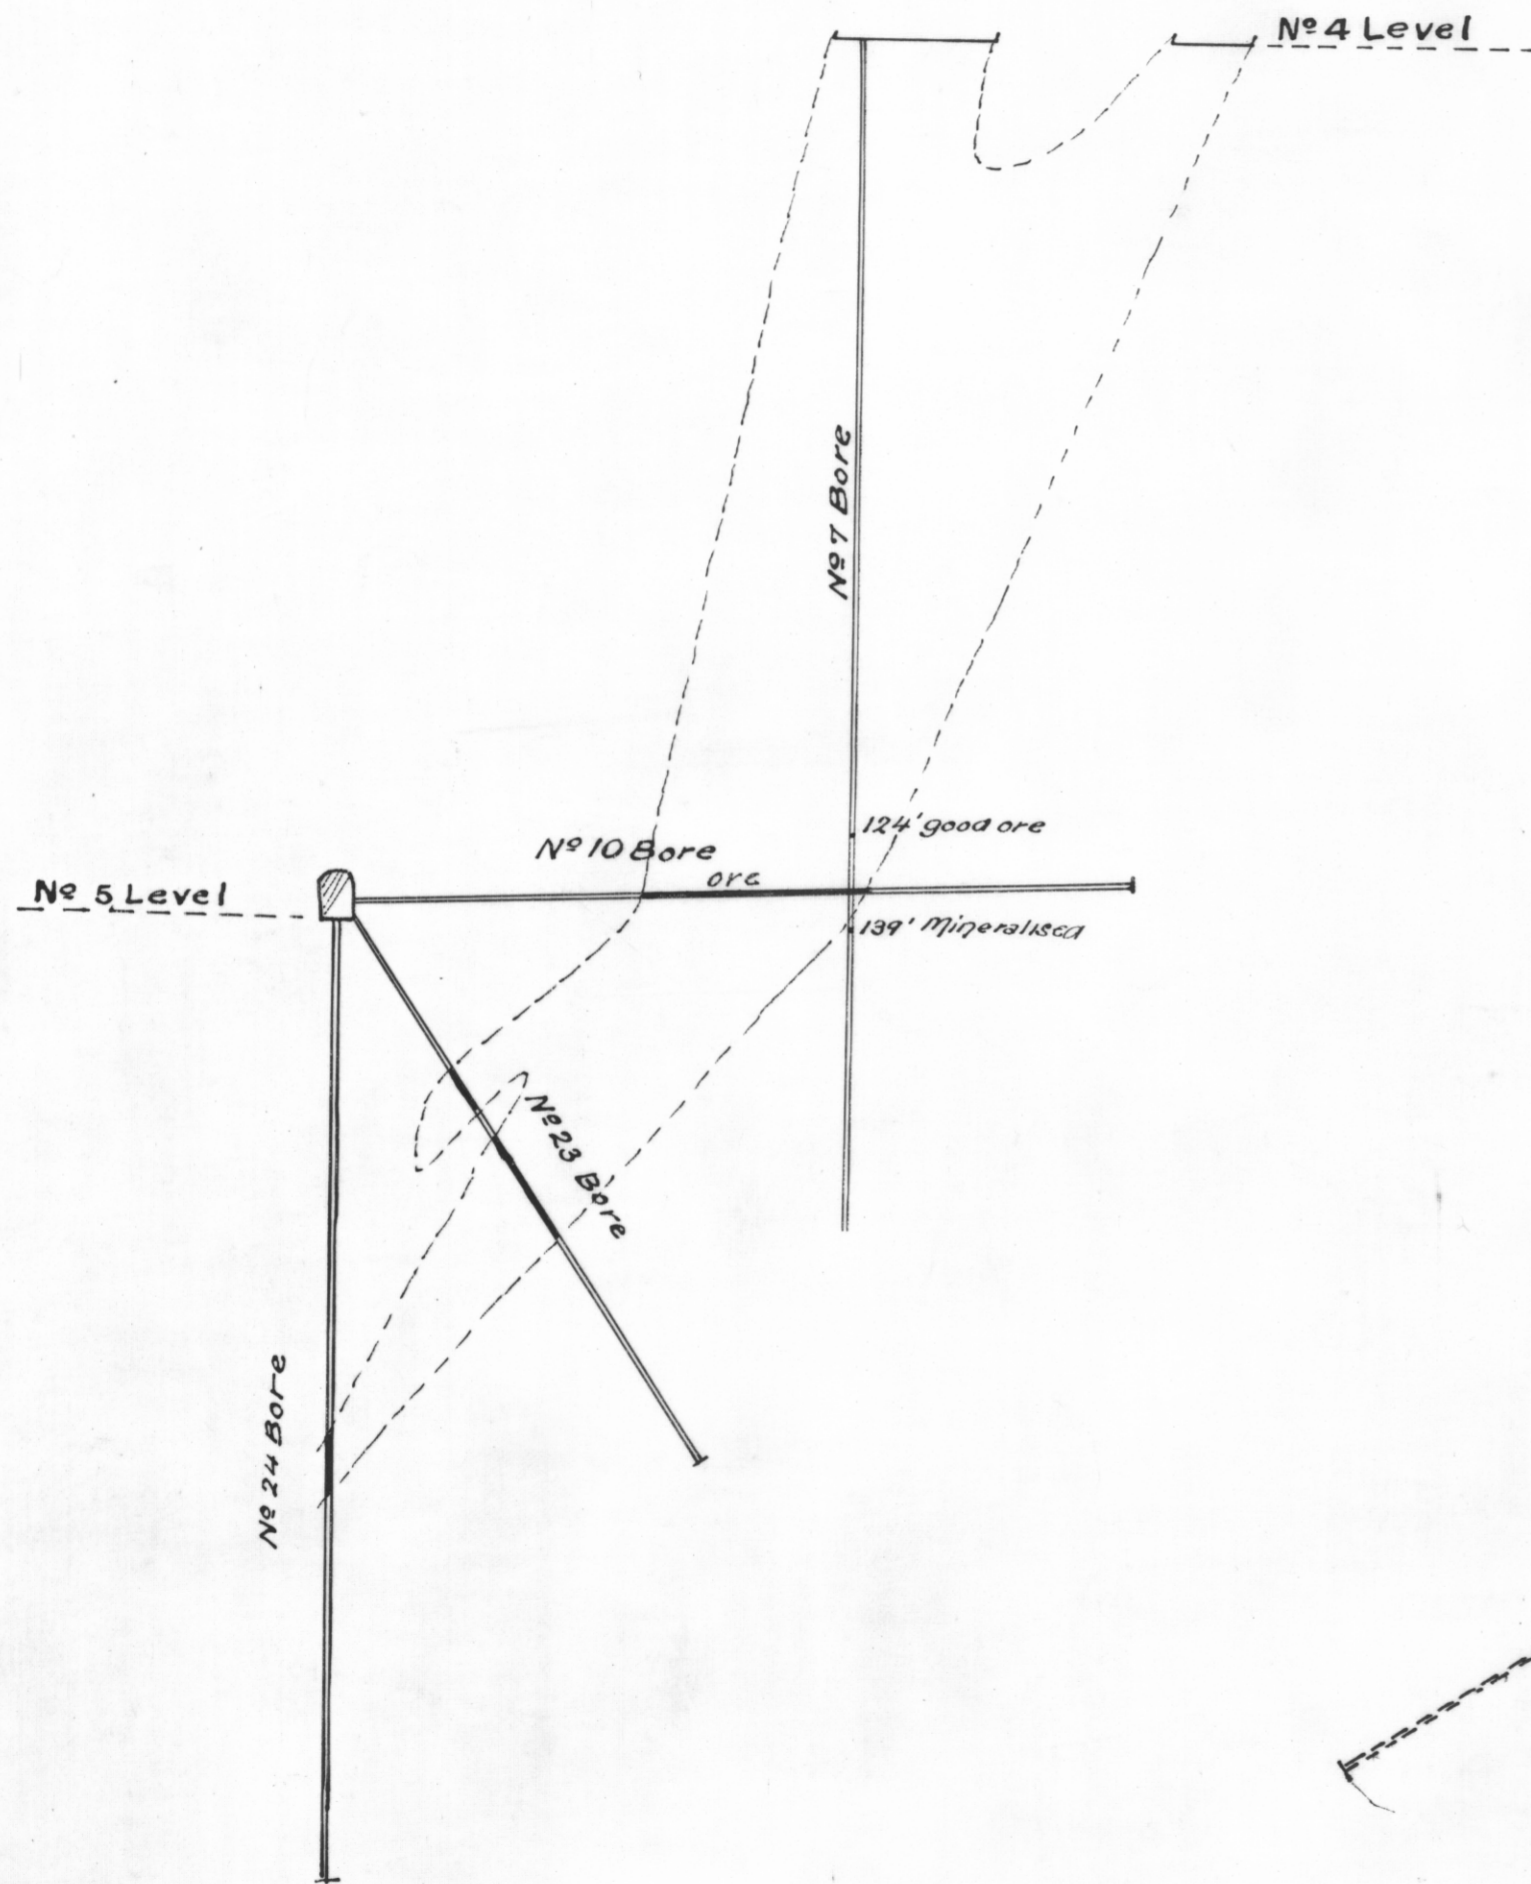 Nº 4 Level
Nº 7 Bore
124' good ore
Nº 10 Bore
ore
Nº 5 Level
139' Mineralised
Nº 23 Bore
Nº 24 Bore